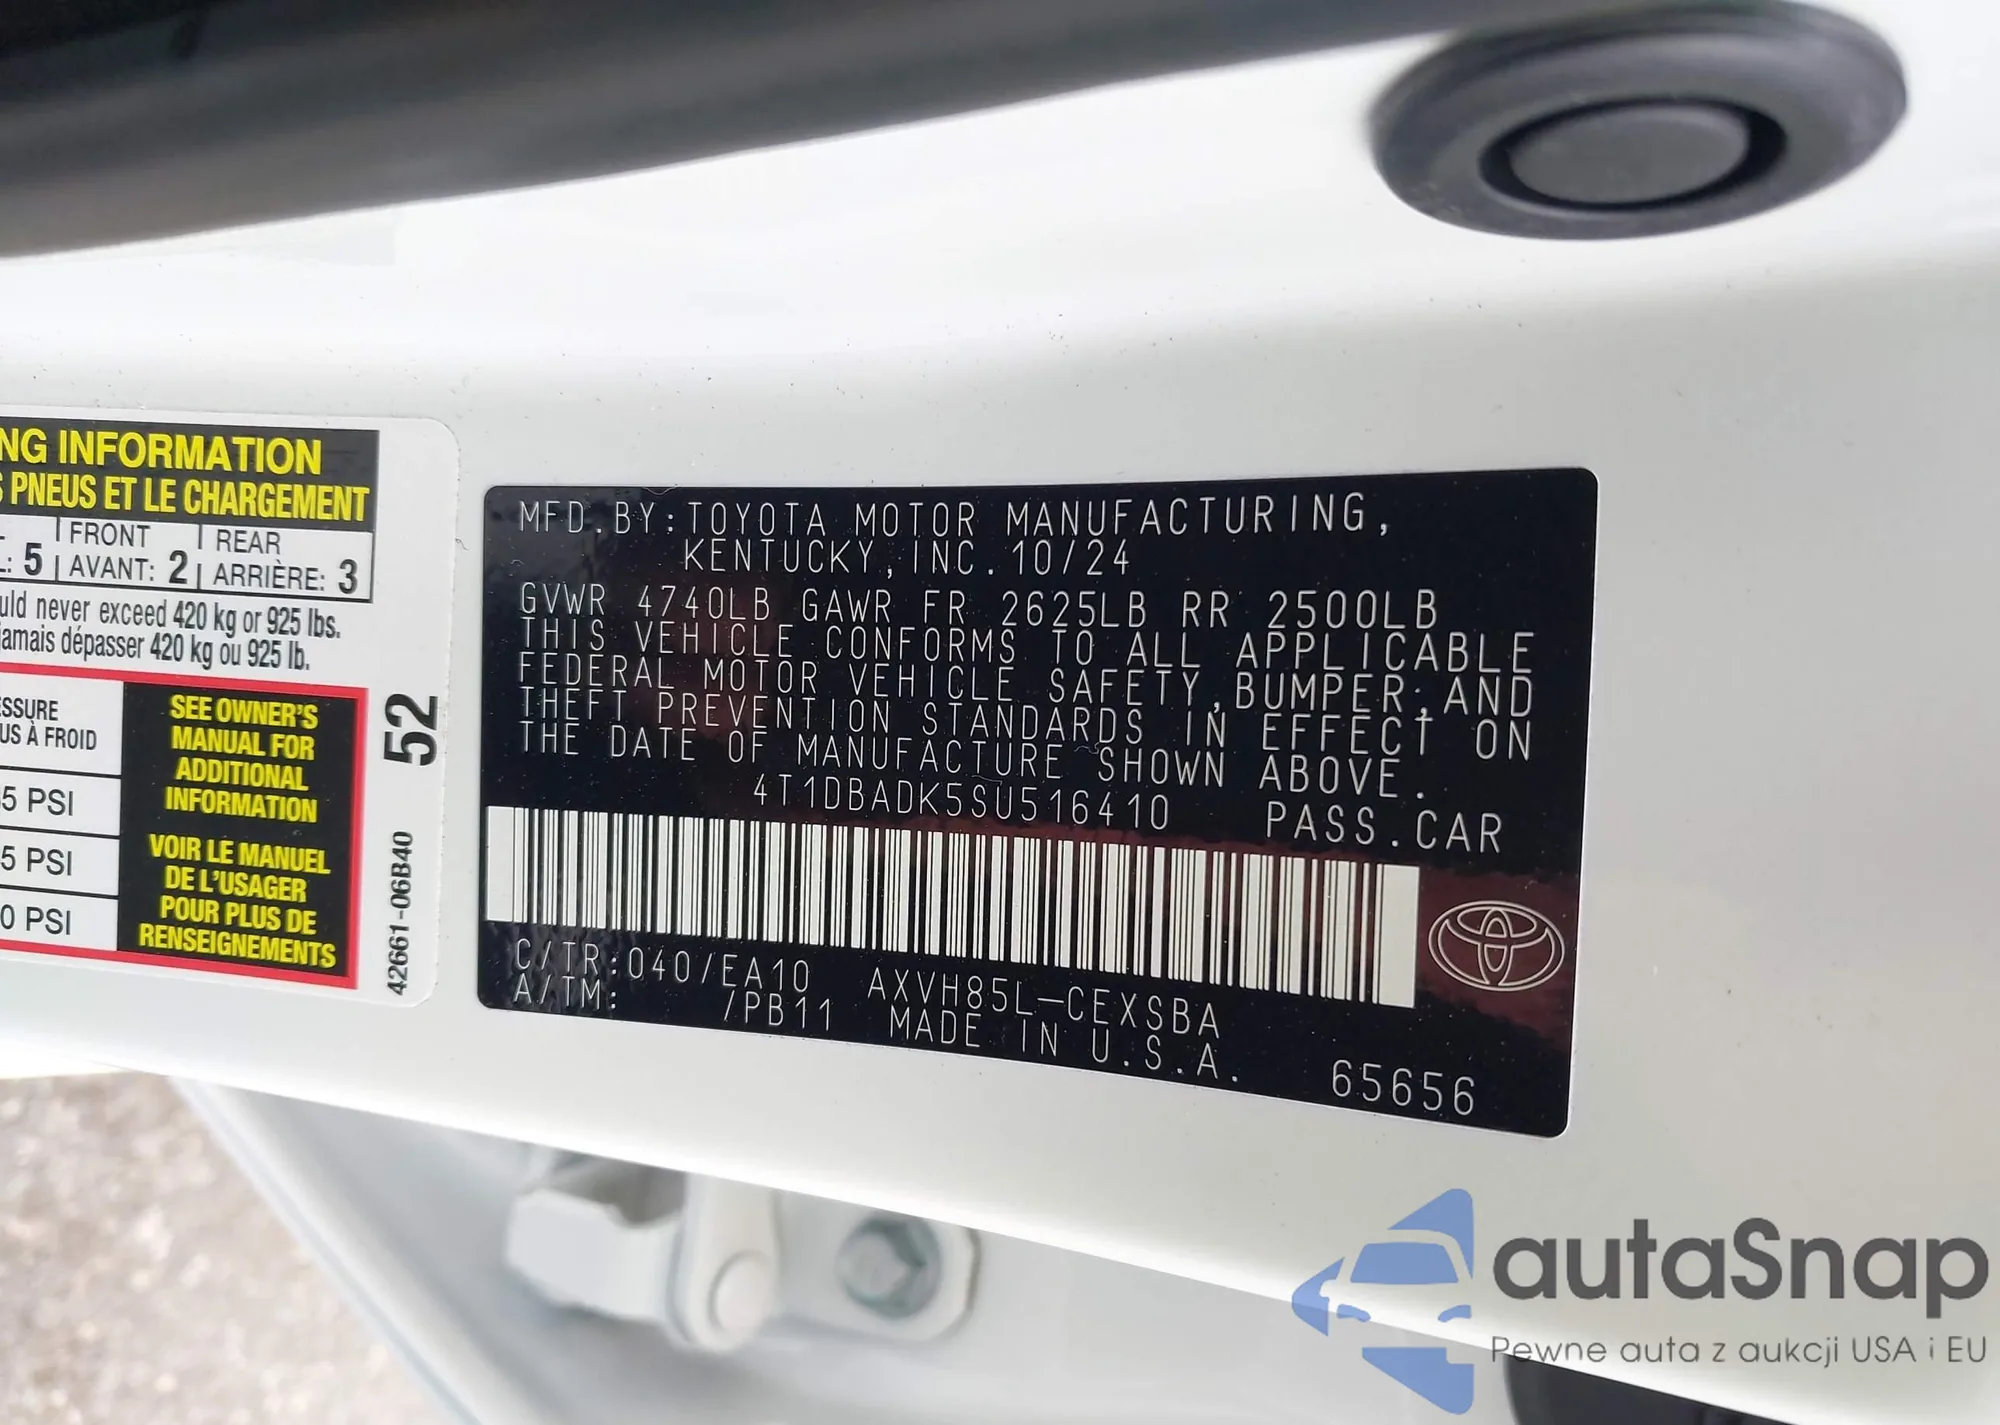 NG INFORMATION
S PNEUS ET LE CHARGEMENT
FRONT
REAR
L: 5
AVANT: 2
ARRIÈRE: 3
uld never exceed 420 kg or 925 lbs.
jamais dépasser 420 kg ou 925 lb.
ESSURE
US À FROID
5 PSI
5 PSI
0 PSI
SEE OWNER'S
MANUAL FOR
ADDITIONAL
INFORMATION
VOIR LE MANUEL
DE L'USAGER
POUR PLUS DE
RENSEIGNEMENTS
52
42661-06B40
MFD.BY:TOYOTA MOTOR MANUFACTURING,
KENTUCKY,INC.10/24
GVWR 4740LB GAWR FR 2625LB RR 2500LB
THIS VEHICLE CONFORMS TO ALL APPLICABLE
FEDERAL MOTOR VEHICLE SAFETY,BUMPER,AND
THEFT PREVENTION STANDARDS IN EFFECT ON
THE DATE OF MANUFACTURE SHOWN ABOVE.
4T1DBADK5SU516410 PASS.CAR
C/TR:040/EA10 AXVH85L-CEXSBA
A/TM: /PB11 MADE IN U.S.A.
65656
autaSnap
Pewne auta z aukcji USA i EU